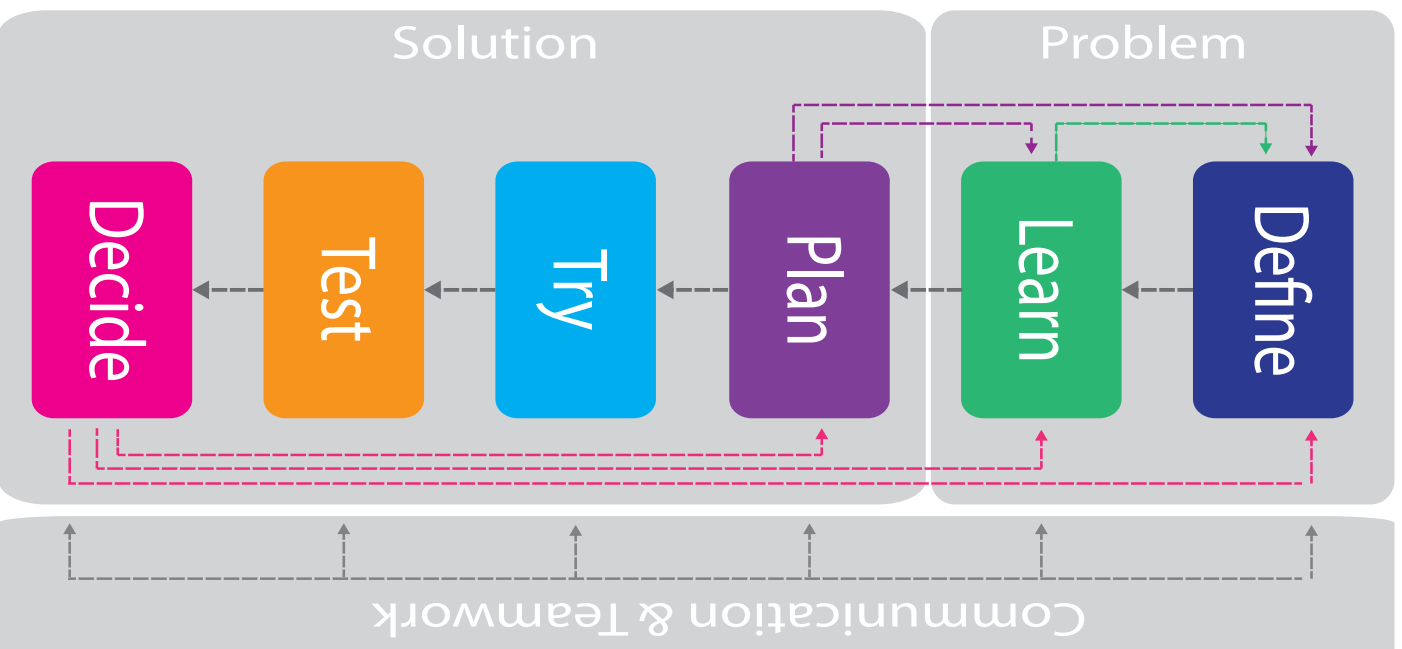 Solution
Problem
Decide
Test
Try
Plan
Learn
Define
Communication & Teamwork